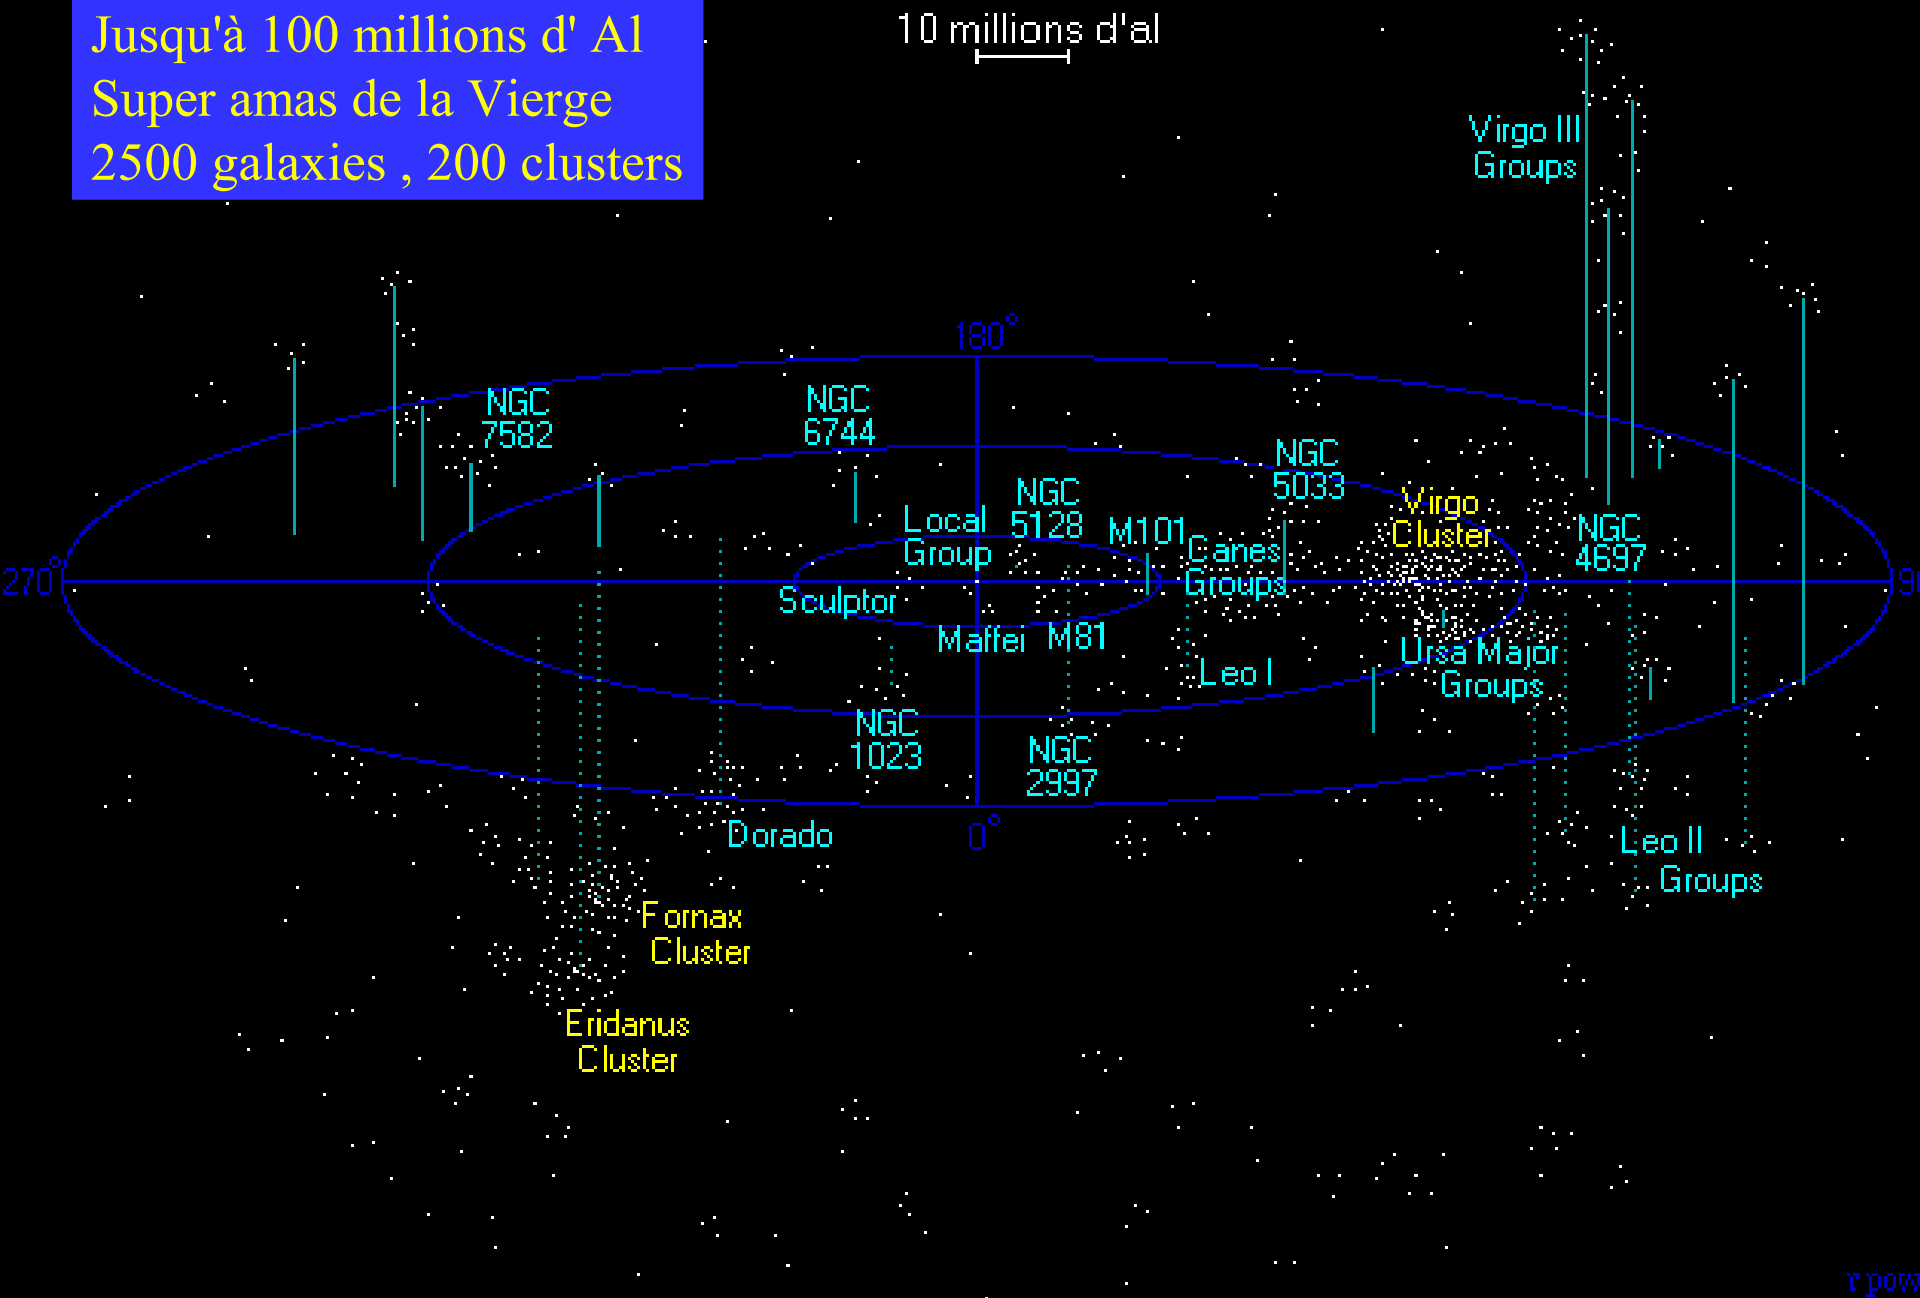 Jusqu'à 100 millions d' Al
Super amas de la Vierge
2500 galaxies , 200 clusters
10 millions d'al
Virgo III
Groups
180°
NGC
7582
NGC
6744
NGC
5033
NGC
5128
Local
Group
M101
Canes
Groups
Virgo
Cluster
NGC
4697
270°
Sculptor
Maffei
M81
Leo I
Ursa Major
Groups
NGC
1023
NGC
2997
0°
Dorado
Leo II
Groups
Fornax
Cluster
Eridanus
Cluster
rpow